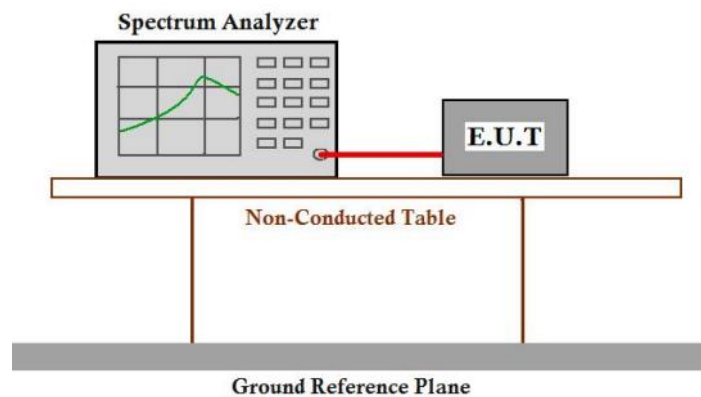 Spectrum Analyzer
E.U.T
Non-Conducted Table
Ground Reference Plane